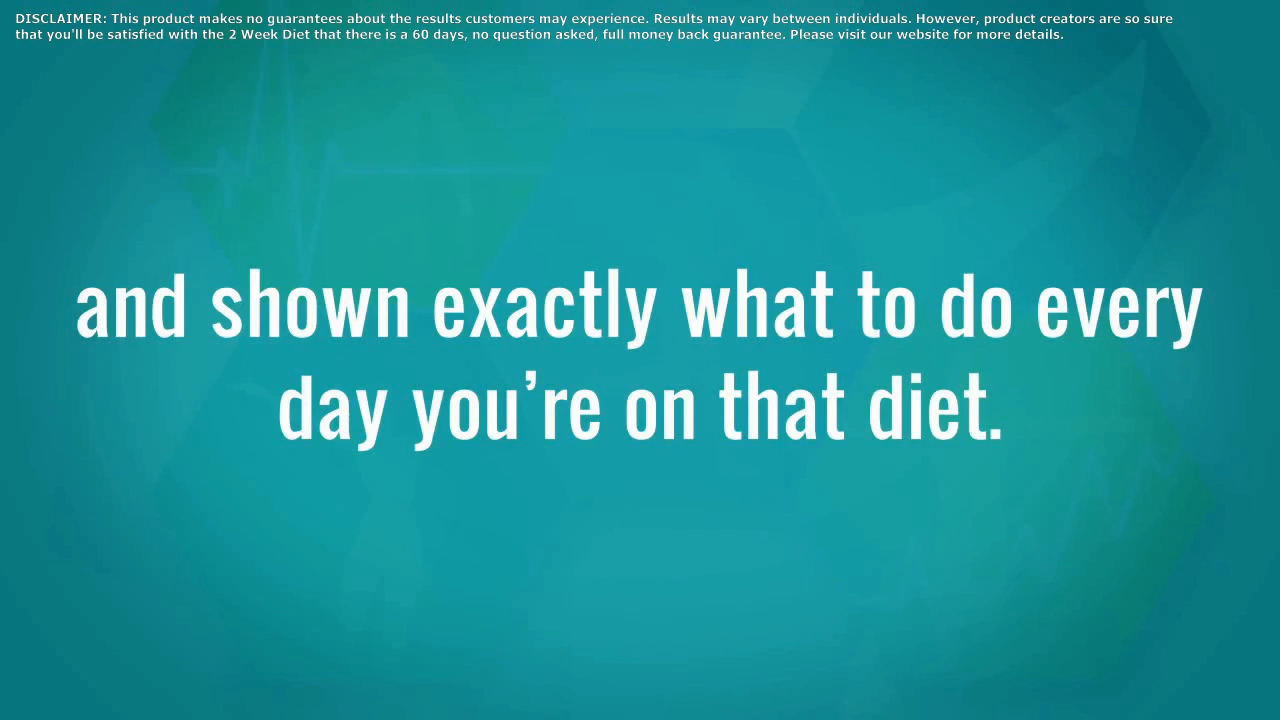 DISCLAIMER: This product makes no guarantees about the results customers may experience. Results may vary between individuals. However, product creators are so sure
that you'll be satisfied with the 2 Week Diet that there is a 60 days, no question asked, full money back guarantee. Please visit our website for more details.
and shown exactly what to do every
day you’re on that diet.